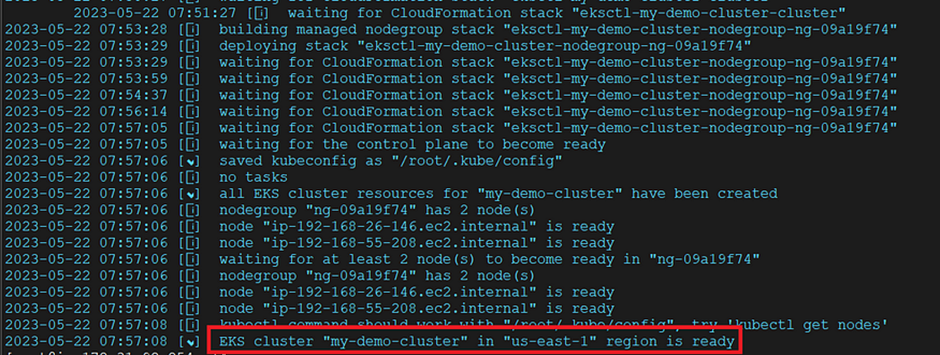 2023-05-22 07:51:27 [ℹ] waiting for CloudFormation stack "eksctl-my-demo-cluster-cluster"
2023-05-22 07:53:28 [ℹ] building managed nodegroup stack "eksctl-my-demo-cluster-nodegroup-ng-09a19f74"
2023-05-22 07:53:29 [ℹ] deploying stack "eksctl-my-demo-cluster-nodegroup-ng-09a19f74"
2023-05-22 07:53:29 [ℹ] waiting for CloudFormation stack "eksctl-my-demo-cluster-nodegroup-ng-09a19f74"
2023-05-22 07:53:59 [ℹ] waiting for CloudFormation stack "eksctl-my-demo-cluster-nodegroup-ng-09a19f74"
2023-05-22 07:54:37 [ℹ] waiting for CloudFormation stack "eksctl-my-demo-cluster-nodegroup-ng-09a19f74"
2023-05-22 07:56:14 [ℹ] waiting for CloudFormation stack "eksctl-my-demo-cluster-nodegroup-ng-09a19f74"
2023-05-22 07:57:05 [ℹ] waiting for CloudFormation stack "eksctl-my-demo-cluster-nodegroup-ng-09a19f74"
2023-05-22 07:57:05 [ℹ] waiting for the control plane to become ready
2023-05-22 07:57:06 [✔] saved kubeconfig as "/root/.kube/config"
2023-05-22 07:57:06 [ℹ] no tasks
2023-05-22 07:57:06 [✔] all EKS cluster resources for "my-demo-cluster" have been created
2023-05-22 07:57:06 [ℹ] nodegroup "ng-09a19f74" has 2 node(s)
2023-05-22 07:57:06 [ℹ] node "ip-192-168-26-146.ec2.internal" is ready
2023-05-22 07:57:06 [ℹ] node "ip-192-168-55-208.ec2.internal" is ready
2023-05-22 07:57:06 [ℹ] waiting for at least 2 node(s) to become ready in "ng-09a19f74"
2023-05-22 07:57:06 [ℹ] nodegroup "ng-09a19f74" has 2 node(s)
2023-05-22 07:57:06 [ℹ] node "ip-192-168-26-146.ec2.internal" is ready
2023-05-22 07:57:06 [ℹ] node "ip-192-168-55-208.ec2.internal" is ready
2023-05-22 07:57:08 [ℹ] kubectl command should work with "/root/.kube/config", try 'kubectl get nodes'
2023-05-22 07:57:08 [✔] EKS cluster "my-demo-cluster" in "us-east-1" region is ready